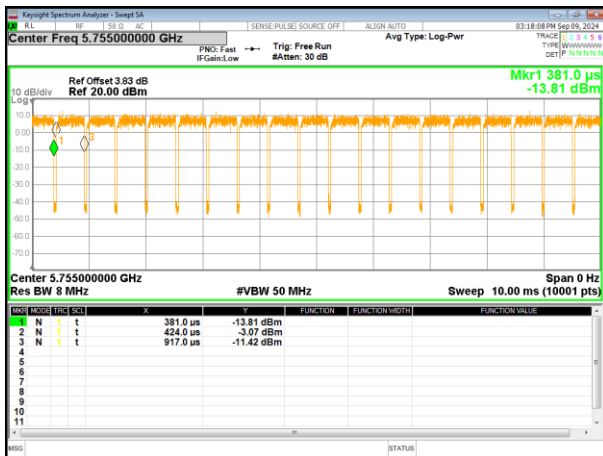 Keysight Spectrum Analyzer - Swept SA
RL RF 50 Ω AC SENSE:PULSE SOURCE OFF ALIGN AUTO 03:18:08 PM Sep 09, 2024
Center Freq 5.755000000 GHz
PNO: Fast Trig: Free Run Avg Type: Log-Pwr TRACE 1 2 3 4 5 6
IFGain:Low #Atten: 30 dB TYPE WWWWWW
DET P NNNNN
Mkr1 381.0 µs
-13.81 dBm
Ref Offset 3.83 dB
10 dB/div Ref 20.00 dBm
Log
10.0
0.00
-10.0
-20.0
-30.0
-40.0
-50.0
-60.0
-70.0
1
3
Center 5.755000000 GHz Span 0 Hz
Res BW 8 MHz #VBW 50 MHz Sweep 10.00 ms (10001 pts)
MKR MODE TRC SCL X Y FUNCTION FUNCTION WIDTH FUNCTION VALUE
1 N 1 t 381.0 µs -13.81 dBm
2 N 1 t 424.0 µs -3.07 dBm
3 N 1 t 917.0 µs -11.42 dBm
4
5
6
7
8
9
10
11
MSG STATUS